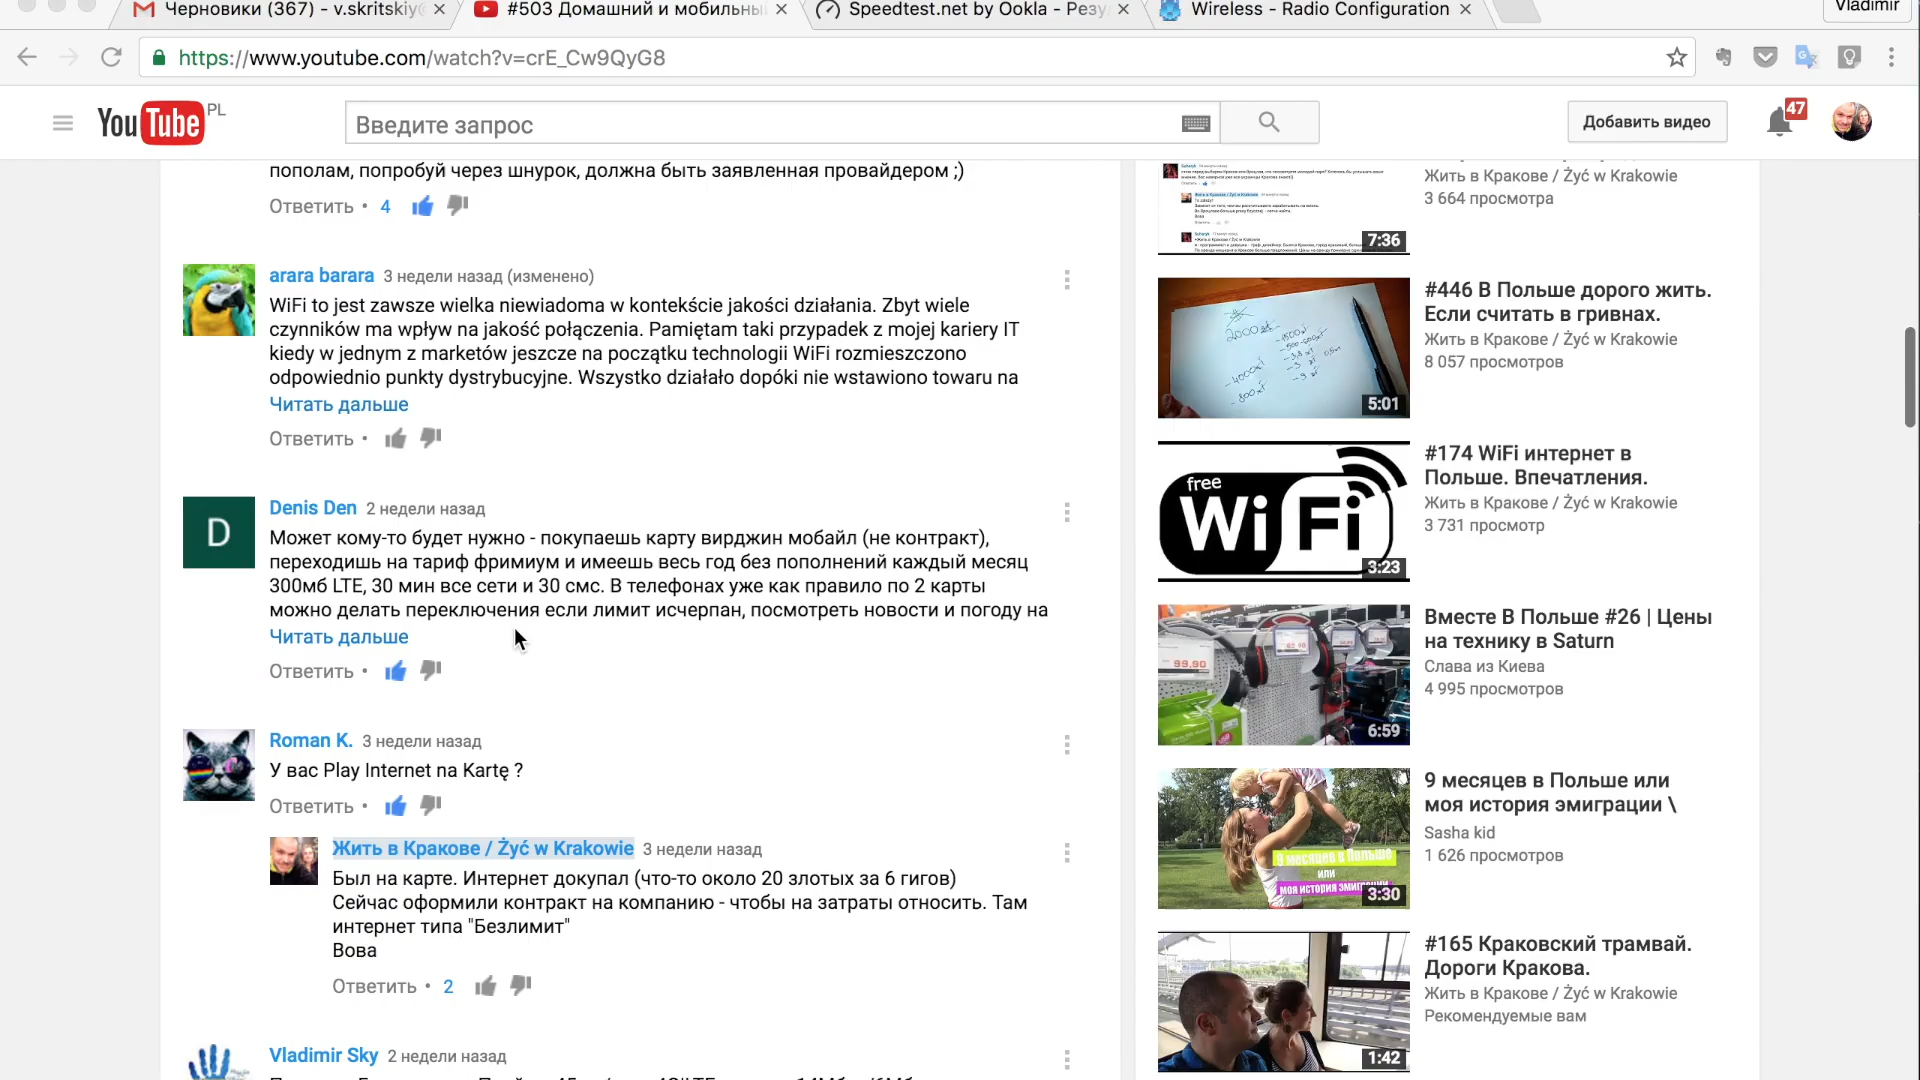 Черновики (367) - v.skritskiy
#503 Домашний и мобильны
Speedtest.net by Ookla - Резу
Wireless - Radio Configuration
Vladimir
https://www.youtube.com/watch?v=crE_Cw9QyG8
YouTube PL
Введите запрос
Добавить видео
47
пополам, попробуй через шнурок, должна быть заявленная провайдером ;)
Ответить • 4
arara barara 3 недели назад (изменено)
WiFi to jest zawsze wielka niewiadoma w kontekście jakości działania. Zbyt wiele
czynników ma wpływ na jakość połączenia. Pamiętam taki przypadek z mojej kariery IT
kiedy w jednym z marketów jeszcze na początku technologii WiFi rozmieszczono
odpowiednio punkty dystrybucyjne. Wszystko działało dopóki nie wstawiono towaru na
Читать дальше
Ответить •
D
Denis Den 2 недели назад
Может кому-то будет нужно - покупаешь карту вирджин мобайл (не контракт),
переходишь на тариф фримиум и имеешь весь год без пополнений каждый месяц
300мб LTE, 30 мин все сети и 30 смс. В телефонах уже как правило по 2 карты
можно делать переключения если лимит исчерпан, посмотреть новости и погоду на
Читать дальше
Ответить •
Roman K. 3 недели назад
У вас Play Internet na Kartę ?
Ответить •
Жить в Кракове / Żyć w Krakowie 3 недели назад
Был на карте. Интернет докупал (что-то около 20 злотых за 6 гигов)
Сейчас оформили контракт на компанию - чтобы на затраты относить. Там
интернет типа "Безлимит"
Вова
Ответить • 2
Vladimir Sky 2 недели назад
Жить в Кракове / Żyć w Krakowie
3 664 просмотра
7:36
#446 В Польше дорого жить.
Если считать в гривнах.
Жить в Кракове / Żyć w Krakowie
8 057 просмотров
5:01
#174 WiFi интернет в
Польше. Впечатления.
Жить в Кракове / Żyć w Krakowie
3 731 просмотр
free
WiFi
3:23
Вместе В Польше #26 | Цены
на технику в Saturn
Слава из Киева
4 995 просмотров
99,90
6:59
9 месяцев в Польше или
моя история эмиграции \
Sasha kid
1 626 просмотров
9 месяцев в Польше
или
моя история эмиграции
3:30
#165 Краковский трамвай.
Дороги Кракова.
Жить в Кракове / Żyć w Krakowie
Рекомендуемые вам
1:42